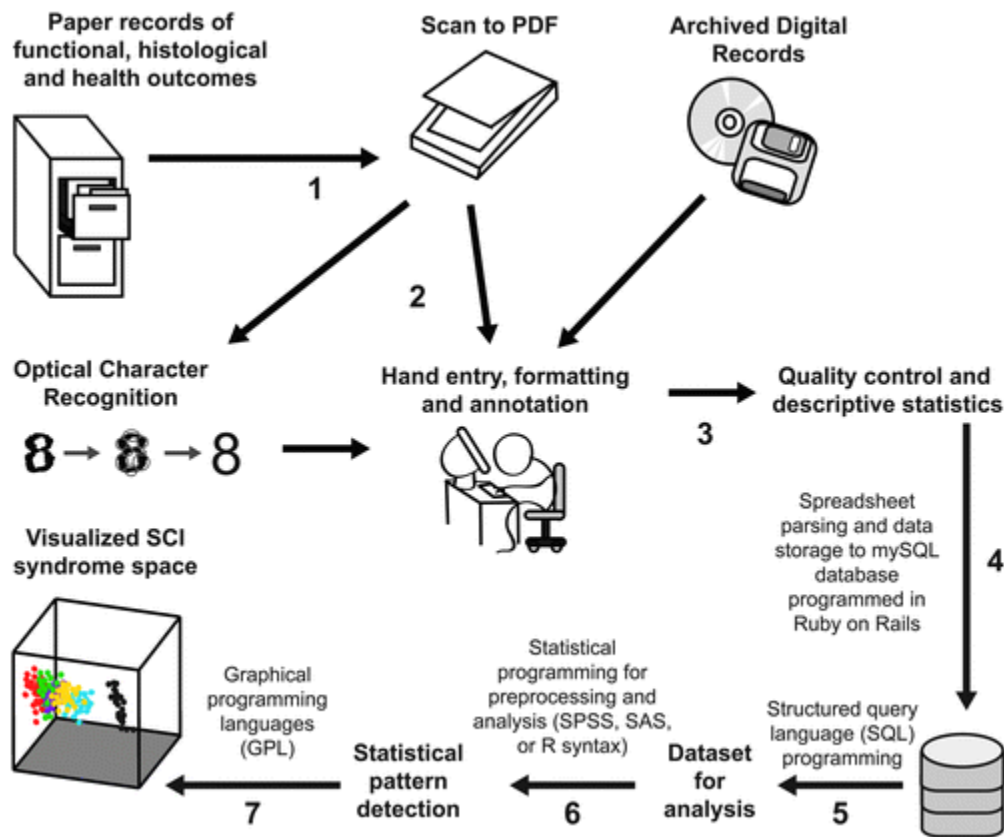 Paper records of
functional, histological
and health outcomes
Scan to PDF
Archived Digital
Records
1
2
Optical Character
Recognition
8 → 8 → 8
Hand entry, formatting
and annotation
3
Quality control and
descriptive statistics
Spreadsheet
parsing and data
storage to mySQL
database
programmed in
Ruby on Rails
4
Visualized SCI
syndrome space
Graphical
programming
languages
(GPL)
7
Statistical
pattern
detection
Statistical
programming for
preprocessing and
analysis (SPSS, SAS,
or R syntax)
6
Dataset
for
analysis
Structured query
language (SQL)
programming
5